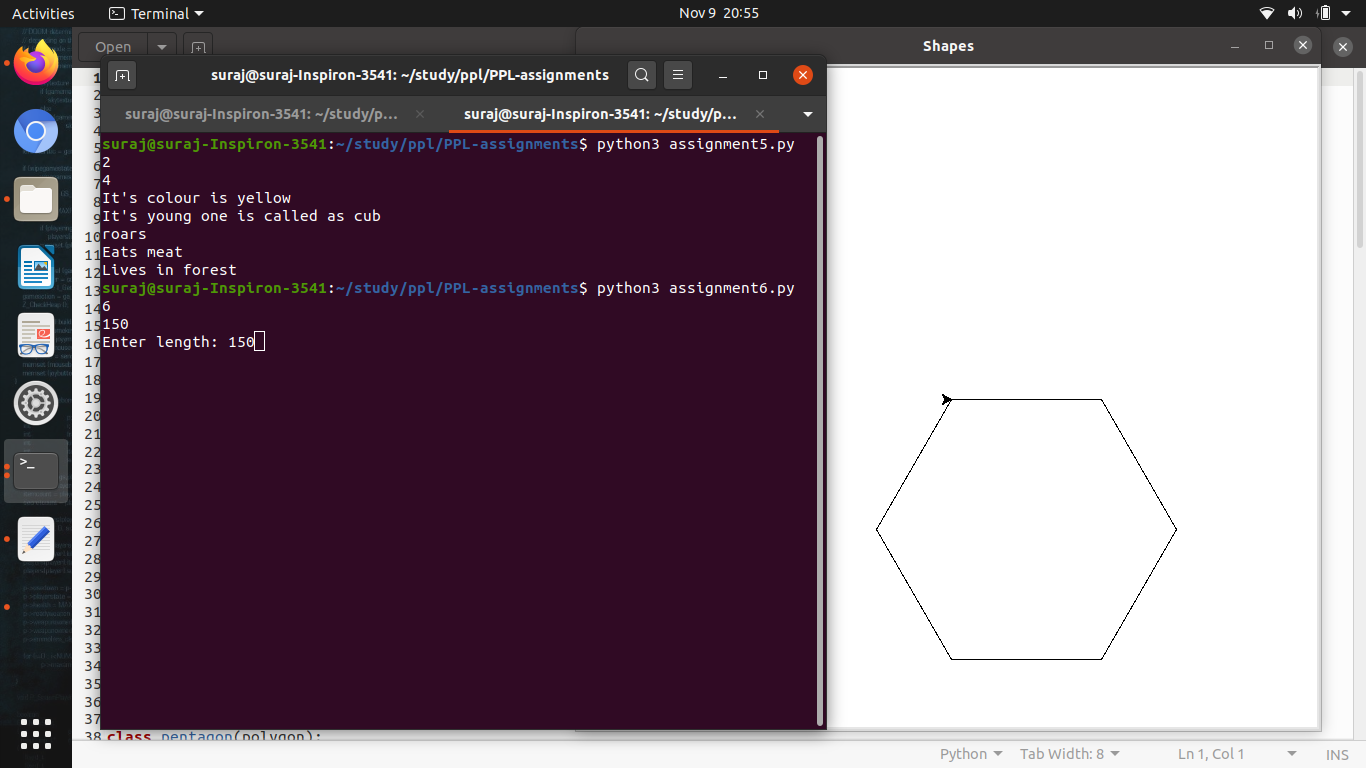 Activities Terminal Nov 9 20:55
Open
Shapes
suraj@suraj-Inspiron-3541: ~/study/ppl/PPL-assignments
suraj@suraj-Inspiron-3541: ~/study/p... suraj@suraj-Inspiron-3541: ~/study/p...
suraj@suraj-Inspiron-3541:~/study/ppl/PPL-assignments$ python3 assignment5.py
2
4
It's colour is yellow
It's young one is called as cub
roars
Eats meat
Lives in forest
suraj@suraj-Inspiron-3541:~/study/ppl/PPL-assignments$ python3 assignment6.py
6
150
Enter length: 150
1
2
3
4
5
6
7
8
9
10
11
12
13
14
15
16
17
18
19
20
21
22
23
24
25
26
27
28
29
30
31
32
33
34
35
36
37
38 class pentagon(polygon):
Python Tab Width: 8 Ln 1, Col 1 INS